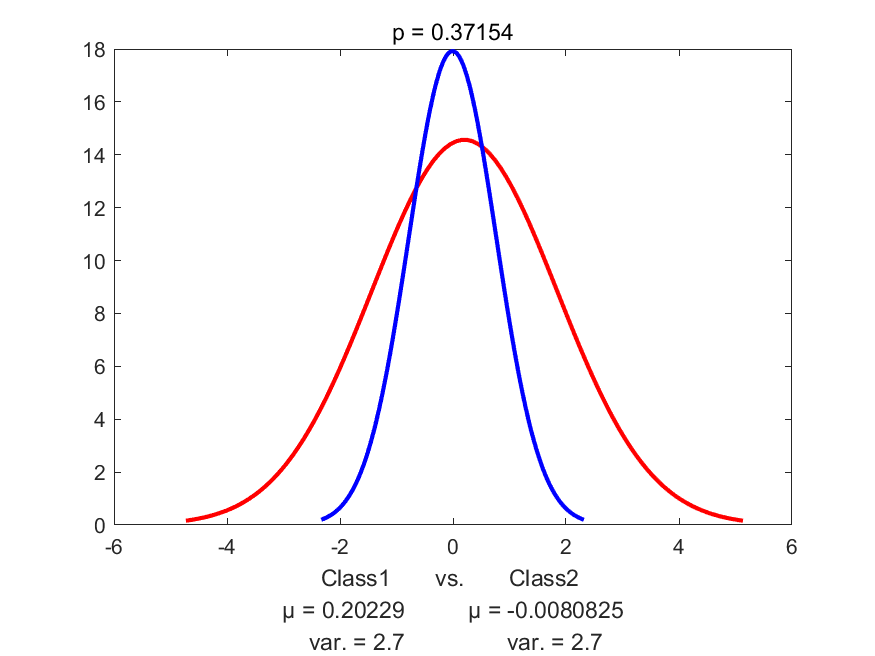 p = 0.37154
18
16
14
12
10
8
6
4
2
0
-6 -4 -2 0 2 4 6
Class1 vs. Class2
μ = 0.20229 μ = -0.0080825
var. = 2.7 var. = 2.7